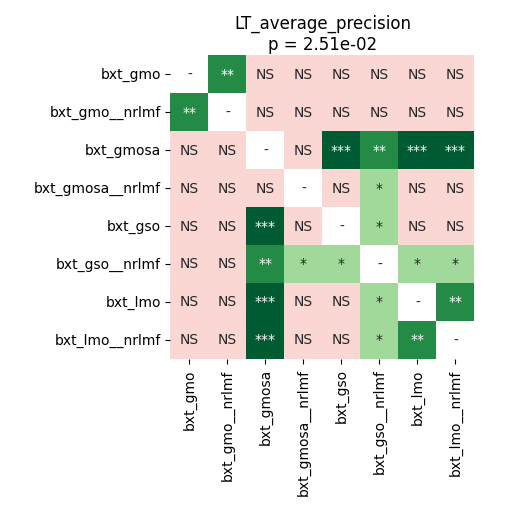 LT_average_precision
p = 2.51e-02
bxt_gmo - ** NS NS NS NS NS NS
bxt_gmo__nrlmf ** - NS NS NS NS NS NS
bxt_gmosa NS NS - NS *** ** *** ***
bxt_gmosa__nrlmf NS NS NS - NS * NS NS
bxt_gso NS NS *** NS - * NS NS
bxt_gso__nrlmf NS NS ** * * - * *
bxt_lmo NS NS *** NS NS * - **
bxt_lmo__nrlmf NS NS *** NS NS * ** -
bxt_gmo
bxt_gmo__nrlmf
bxt_gmosa
bxt_gmosa__nrlmf
bxt_gso
bxt_gso__nrlmf
bxt_lmo
bxt_lmo__nrlmf